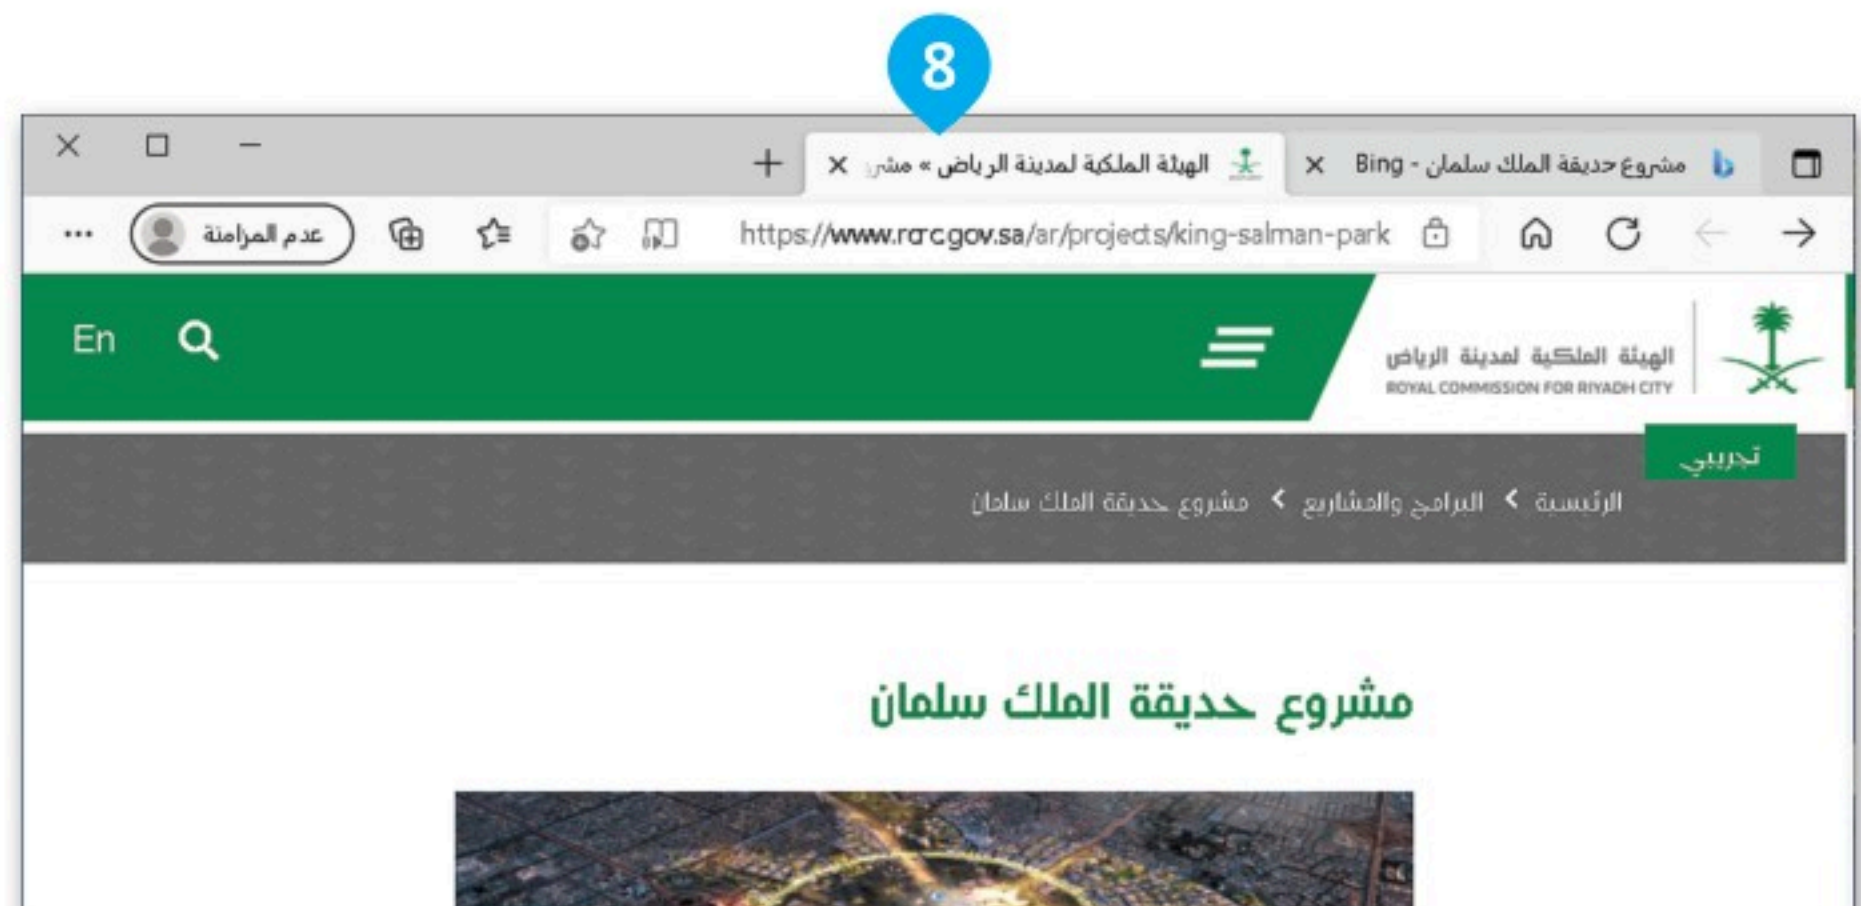 8
مشروع حديقة الملك سلمان - Bing
الهيئة الملكية لمدينة الرياض » مشر
https://www.rcrc.gov.sa/ar/projects/king-salman-park
عدم المزامنة
الهيئة الملكية لمدينة الرياض
ROYAL COMMISSION FOR RIYADH CITY
En
تجريبي
الرئيسية > البرامج والمشاريع > مشروع حديقة الملك سلمان
مشروع حديقة الملك سلمان